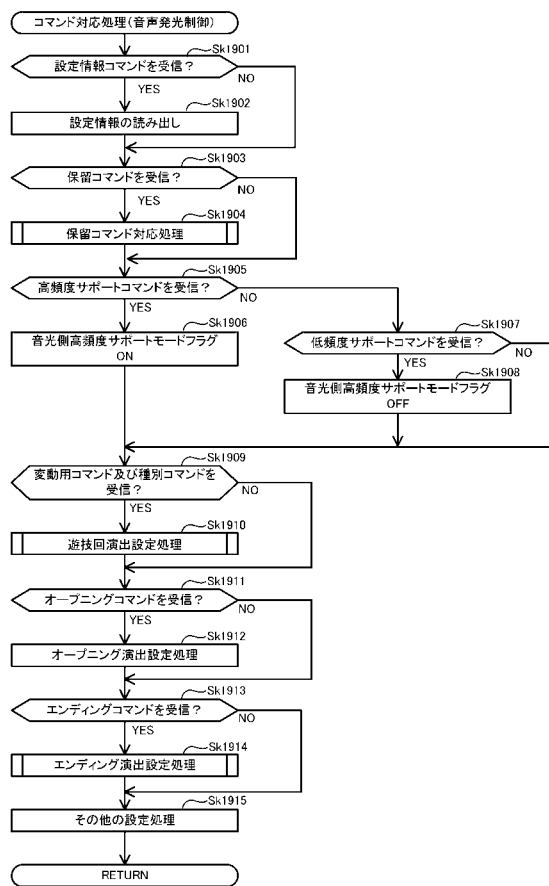 コマンド対応処理(音声発光制御)
Sk1901
設定情報コマンドを受信?
NO
YES
Sk1902
設定情報の読み出し
Sk1903
保留コマンドを受信?
NO
YES
Sk1904
保留コマンド対応処理
Sk1905
高頻度サポートコマンドを受信?
NO
YES
Sk1906
音光側高頻度サポートモードフラグ
ON
Sk1907
低頻度サポートコマンドを受信?
NO
YES
Sk1908
音光側高頻度サポートモードフラグ
OFF
Sk1909
変動用コマンド及び種別コマンドを
受信?
NO
YES
Sk1910
遊技回演出設定処理
Sk1911
オープニングコマンドを受信?
NO
YES
Sk1912
オープニング演出設定処理
Sk1913
エンディングコマンドを受信?
NO
YES
Sk1914
エンディング演出設定処理
Sk1915
その他の設定処理
RETURN